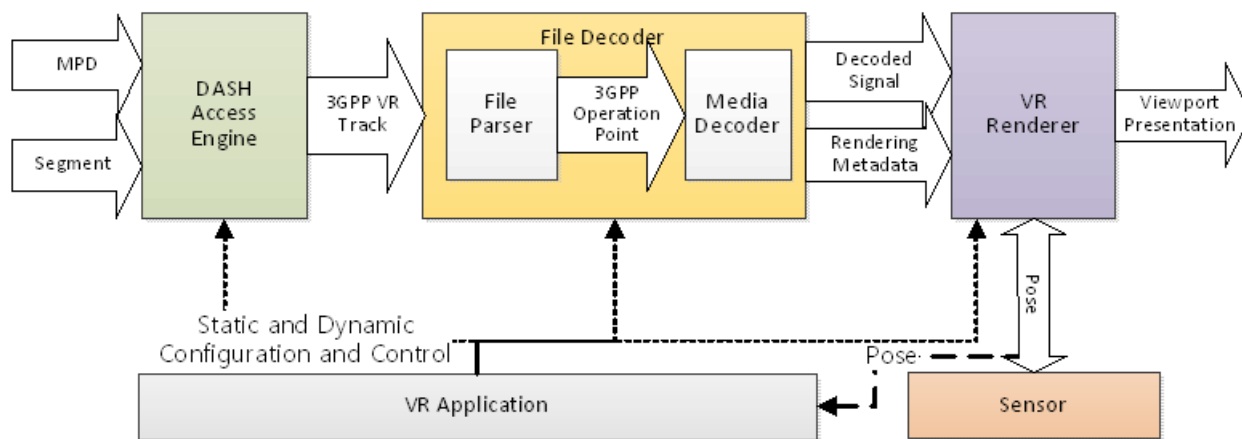 MPD
Segment
DASH
Access
Engine
3GPP VR
Track
File Decoder
File
Parser
3GPP
Operation
Point
Media
Decoder
Decoded
Signal
Rendering
Metadata
VR
Renderer
Viewport
Presentation
Pose
Static and Dynamic
Configuration and Control
Pose
VR Application
Sensor